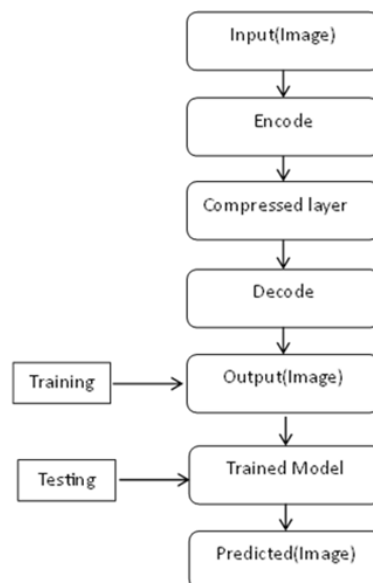 Input(Image)
Encode
Compressed layer
Decode
Training
Output(Image)
Testing
Trained Model
Predicted(Image)